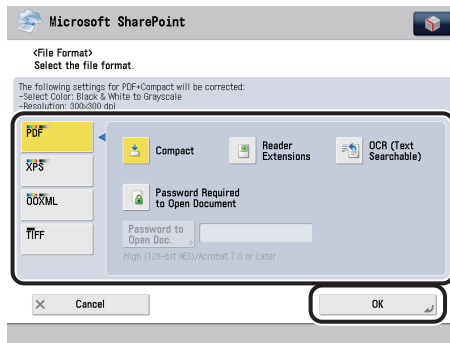 Microsoft SharePoint
<File Format>
Select the file format.
The following settings for PDF+Compact will be corrected:
-Select Color: Black & White to Grayscale
-Resolution: 300x300 dpi
PDF
XPS
OOXML
TIFF
Compact
Reader
Extensions
OCR (Text
Searchable)
Password Required
to Open Document
Password to
Open Doc.
High (128-bit AES)/Acrobat 7.0 or Later
Cancel
OK